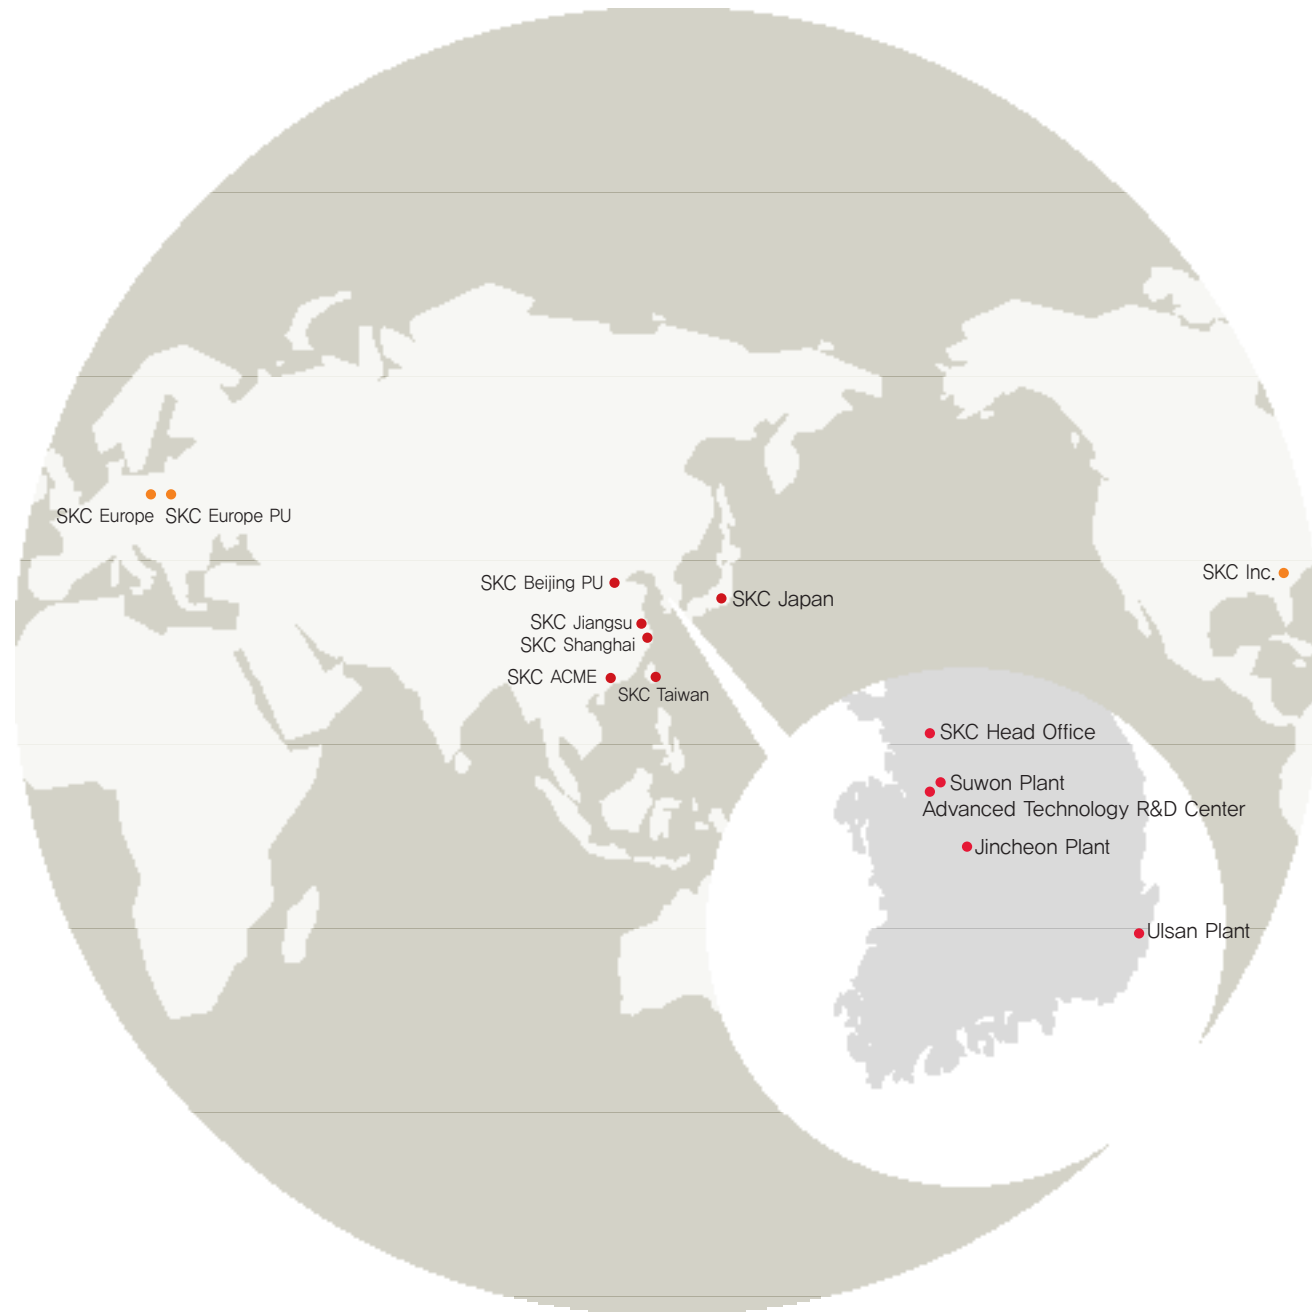 SKC Europe
SKC Europe PU
SKC Inc.
SKC Beijing PU
SKC Japan
SKC Jiangsu
SKC Shanghai
SKC ACME
SKC Taiwan
SKC Head Office
Suwon Plant
Advanced Technology R&D Center
Jincheon Plant
Ulsan Plant